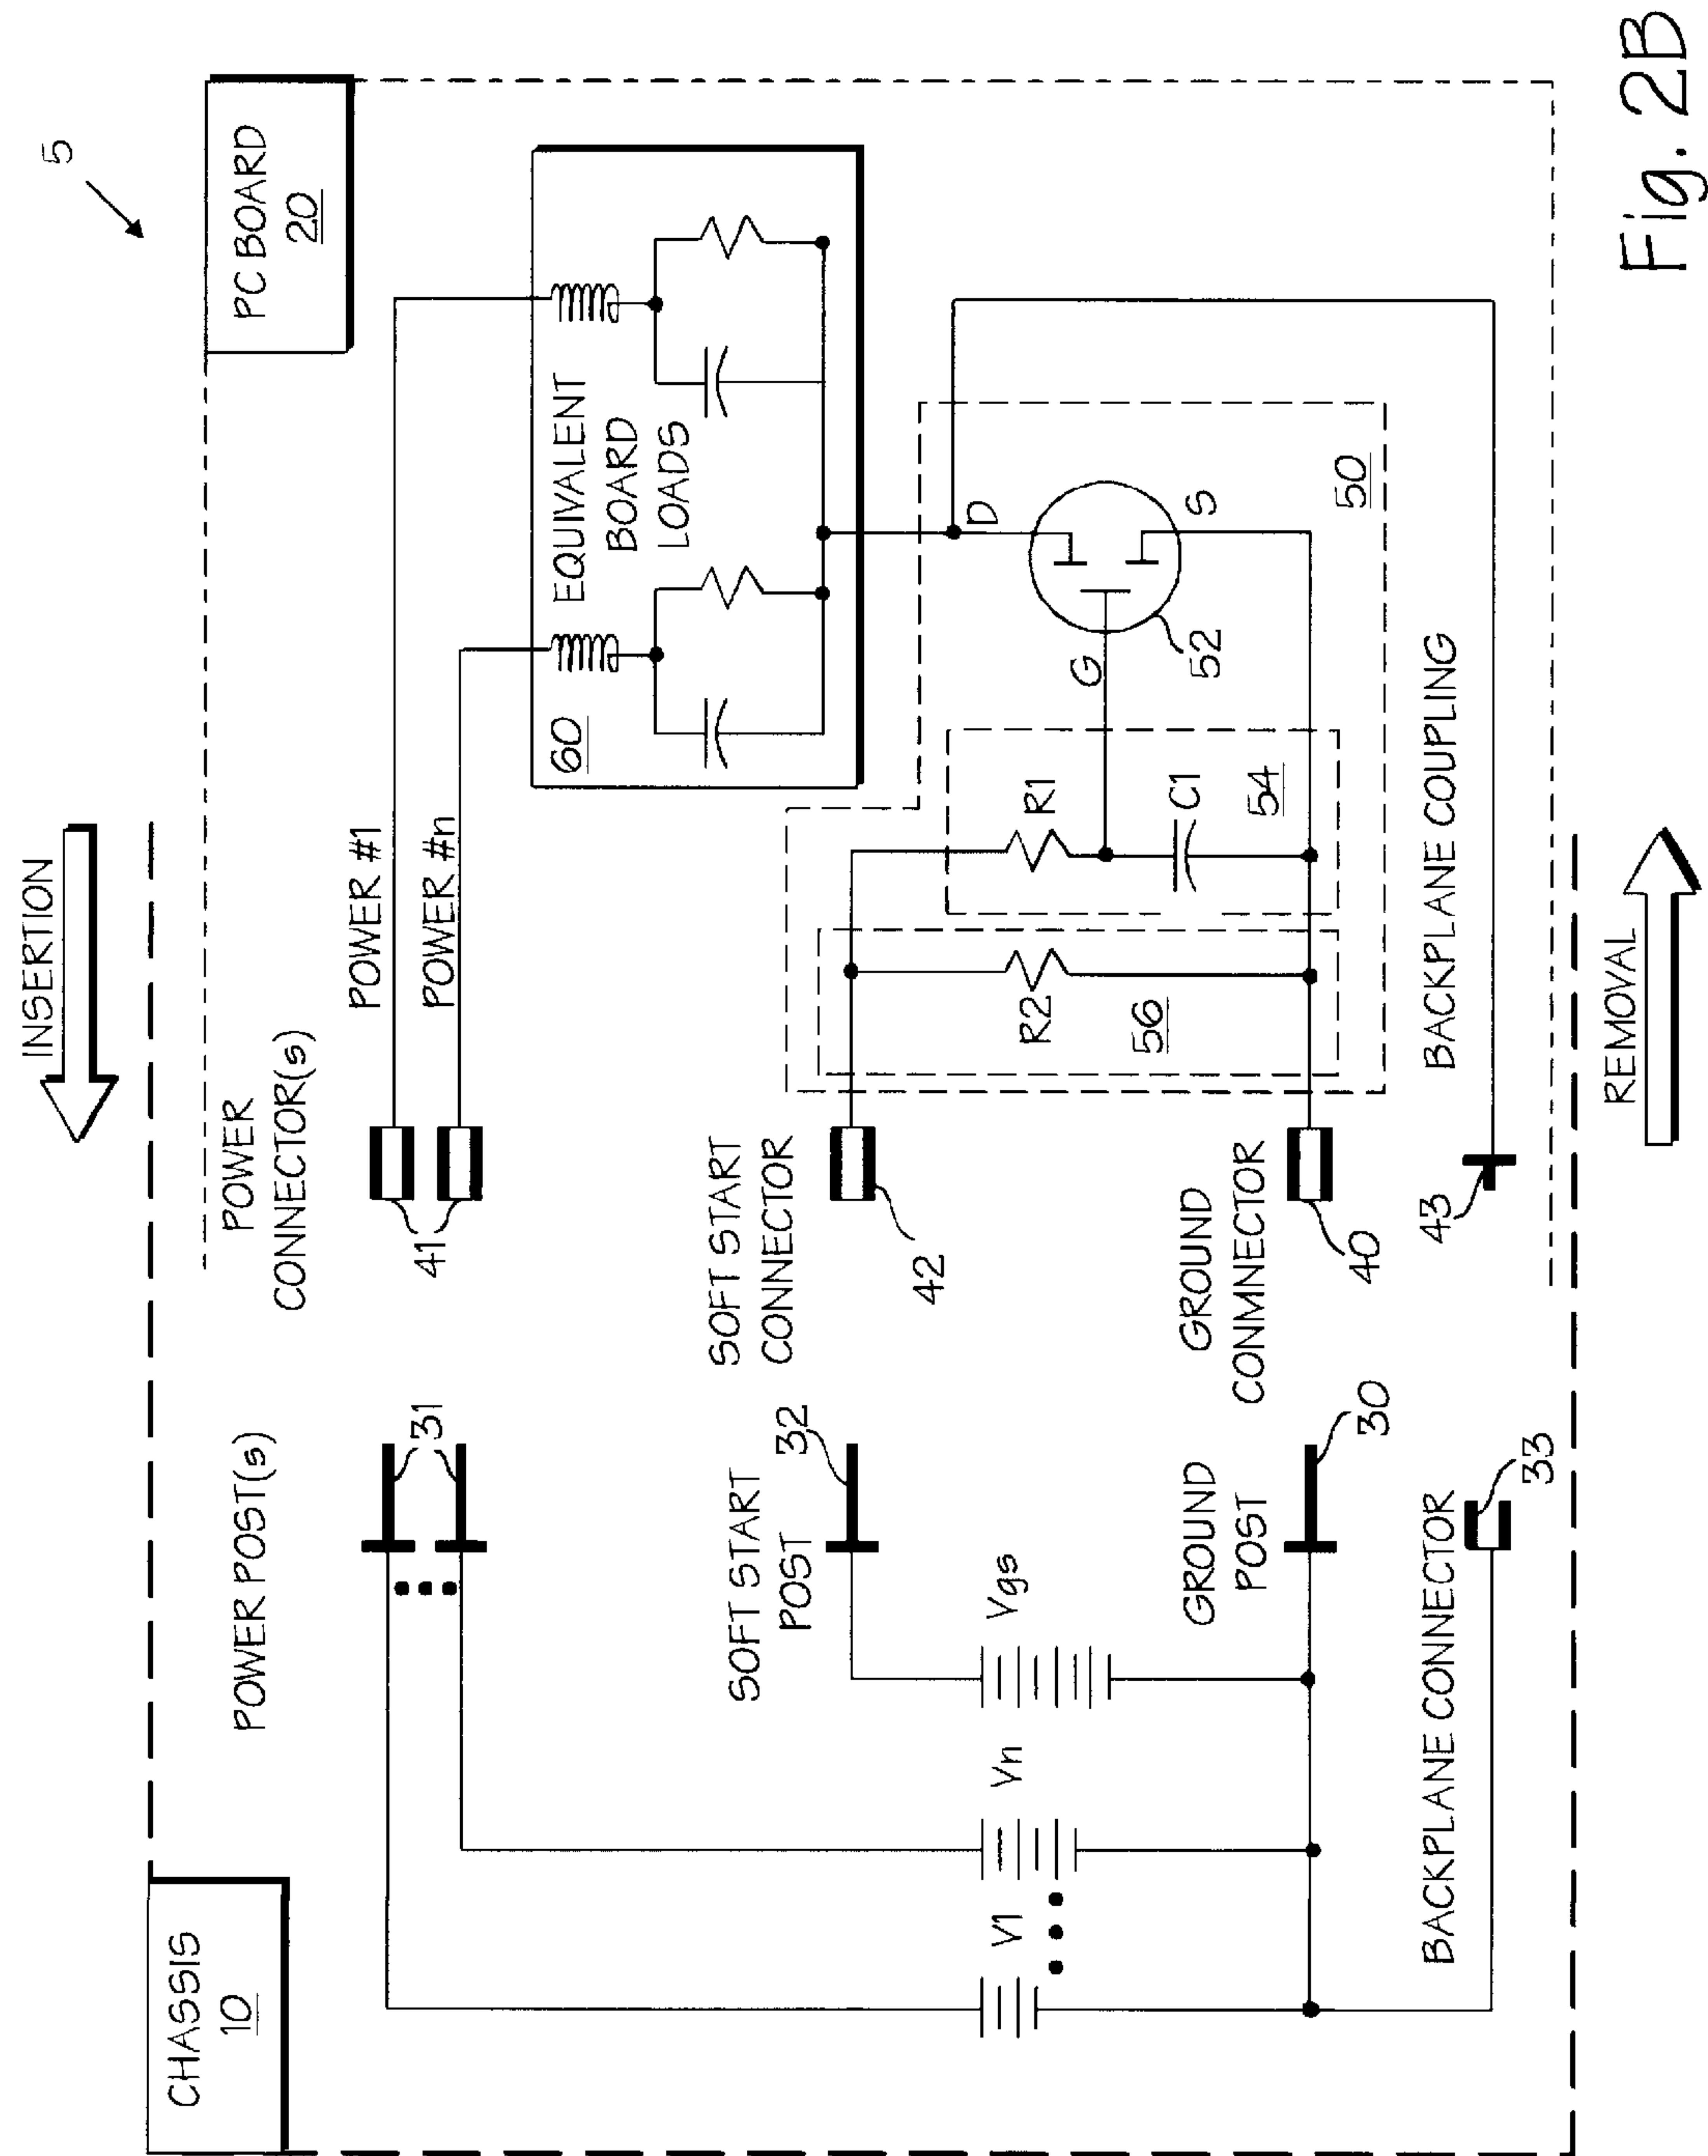 INSERTION
5
PC BOARD
20
POWER
CONNECTOR(s)
POWER #1
POWER #n
41
60
EQUIVALENT
BOARD
LOADS
CHASSIS
10
POWER POST(s)
31
SOFT START
POST
32
SOFT START
CONNECTOR
42
V1
Vn
Vgs
R2
56
R1
C1
54
G
D
S
52
50
GROUND
POST
30
GROUND
CONMNECTOR
40
BACKPLANE CONNECTOR
33
43
BACKPLANE COUPLING
REMOVAL
Fig. 2B